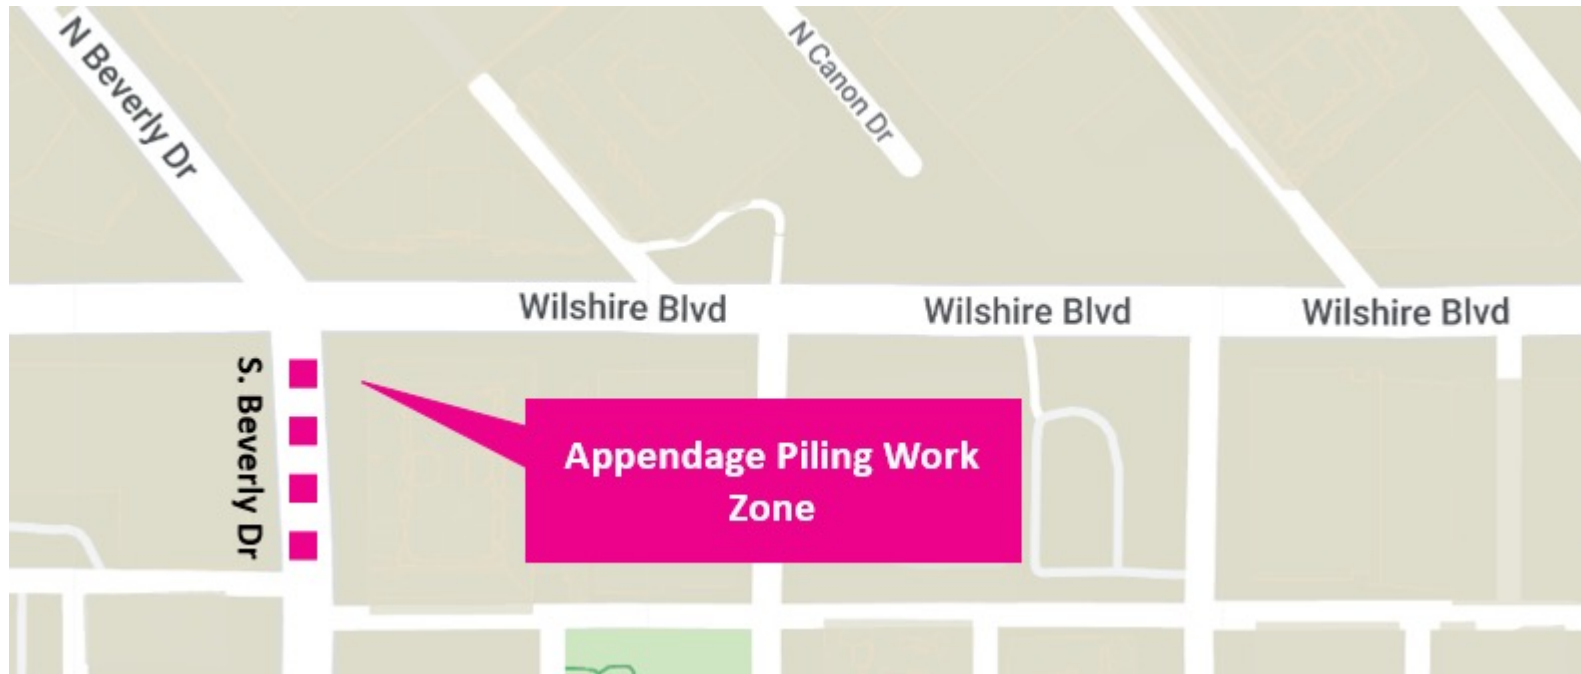 N Beverly Dr
N Canon Dr
Wilshire Blvd
Wilshire Blvd
Wilshire Blvd
S. Beverly Dr
Appendage Piling Work
Zone